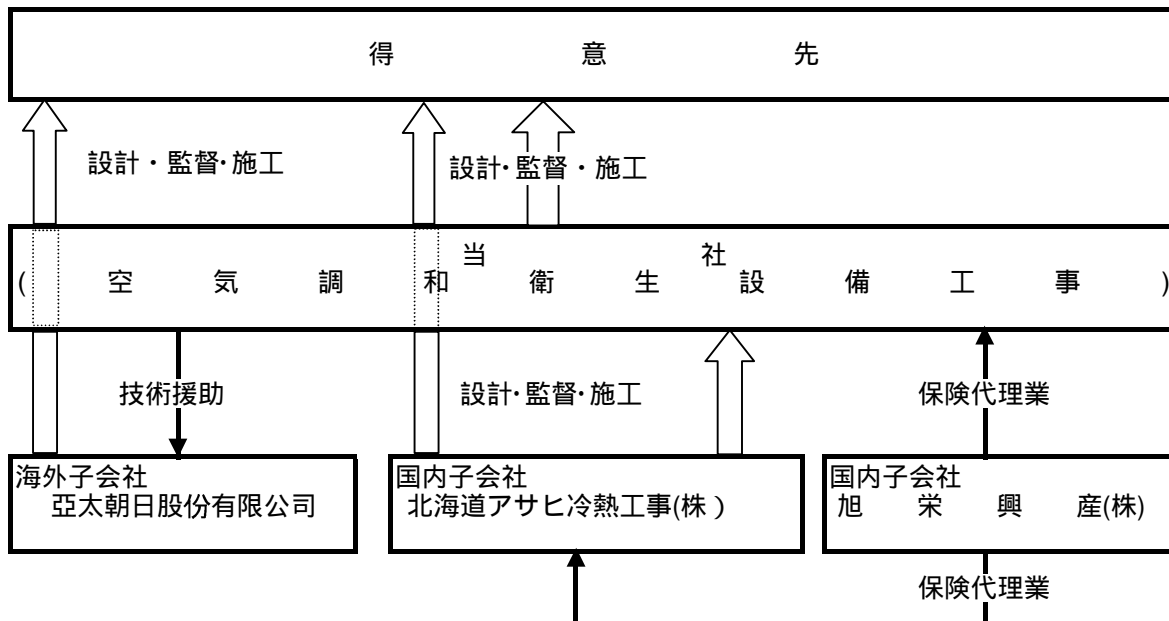 得意先
設計・監督・施工
設計・監督・施工
当社
(空気調和衛生設備工事)
技術援助
設計・監督・施工
保険代理業
海外子会社
亞太朝日股份有限公司
国内子会社
北海道アサヒ冷熱工事(株)
国内子会社
旭栄興産(株)
保険代理業